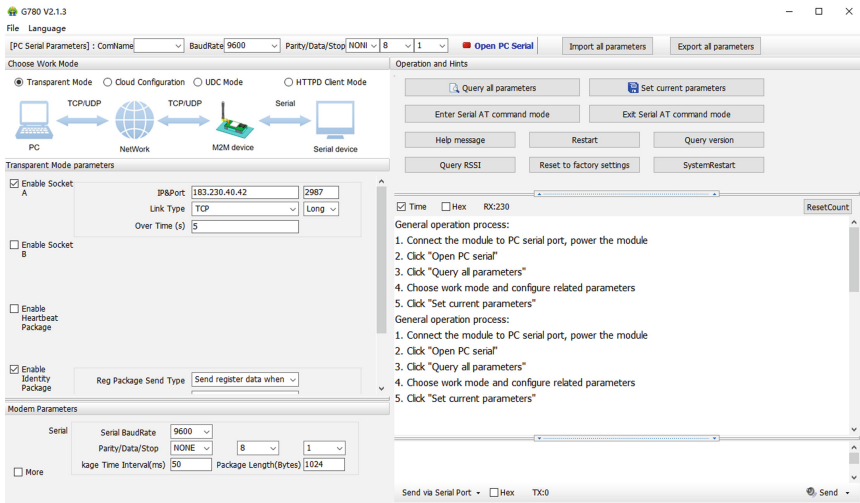 G780 V2.1.3
File Language
[PC Serial Parameters] : ComName BaudRate 9600 Parity/Data/Stop NONI 8 1 Open PC Serial Import all parameters Export all parameters
Choose Work Mode
Transparent Mode Cloud Configuration UDC Mode HTTPD Client Mode
TCP/UDP TCP/UDP Serial
PC NetWork M2M device Serial device
Transparent Mode parameters
Enable Socket
A
IP&Port 183.230.40.42 2987
Link Type TCP Long
Over Time (s) 5
Enable Socket
B
Enable
Heartbeat
Package
Enable
Identity
Package
Reg Package Send Type Send register data when
Modem Parameters
Serial Serial BaudRate 9600
Parity/Data/Stop NONE 8 1
kage Time Interval(ms) 50 Package Length(Bytes) 1024
More
Operation and Hints
Query all parameters Set current parameters
Enter Serial AT command mode Exit Serial AT command mode
Help message Restart Query version
Query RSSI Reset to factory settings SystemRestart
Time Hex RX:230 ResetCount
General operation process:
1. Connect the module to PC serial port, power the module
2. Click "Open PC serial"
3. Click "Query all parameters"
4. Choose work mode and configure related parameters
5. Click "Set current parameters"
General operation process:
1. Connect the module to PC serial port, power the module
2. Click "Open PC serial"
3. Click "Query all parameters"
4. Choose work mode and configure related parameters
5. Click "Set current parameters"
Send via Serial Port Hex TX:0 Send